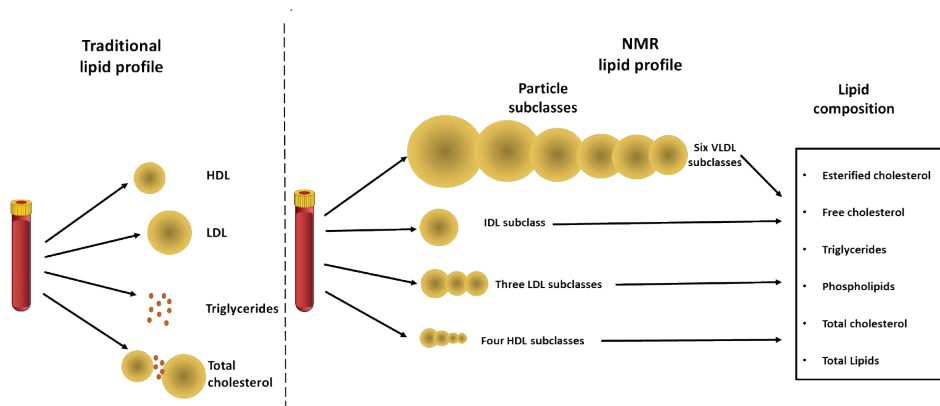 Traditional
lipid profile
HDL
LDL
Triglycerides
Total
cholesterol
NMR
lipid profile
Particle
subclasses
Six VLDL
subclasses
IDL subclass
Three LDL subclasses
Four HDL subclasses
Lipid
composition
• Esterified cholesterol
• Free cholesterol
• Triglycerides
• Phospholipids
• Total cholesterol
• Total Lipids